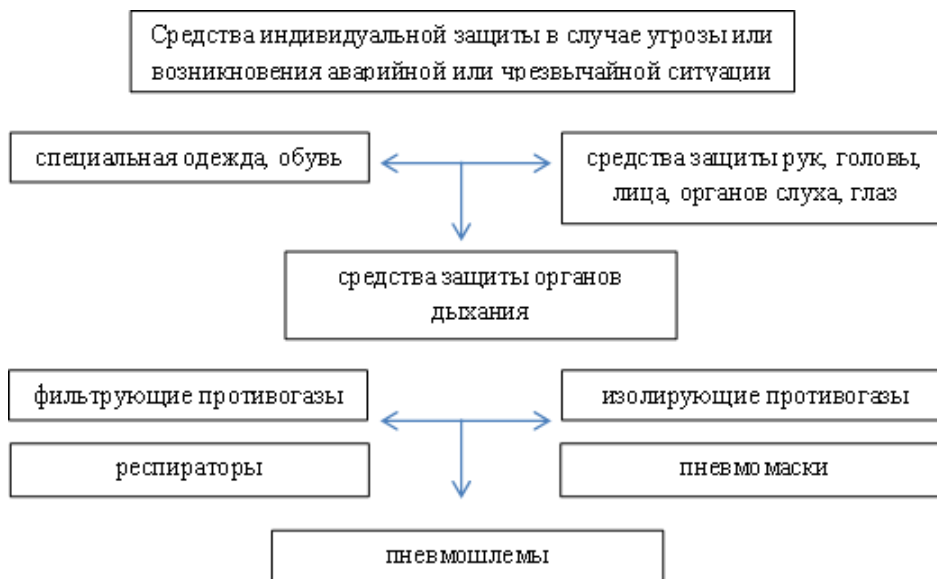 Средства индивидуальной защиты в случае угрозы или
возникновения аварийной или чрезвычайной ситуации
специальная одежда, обувь
средства защиты рук, головы,
лица, органов слуха, глаз
средства защиты органов
дыхания
фильтрующие противогазы
изолирующие противогазы
респираторы
пневмомаски
пневмошлемы